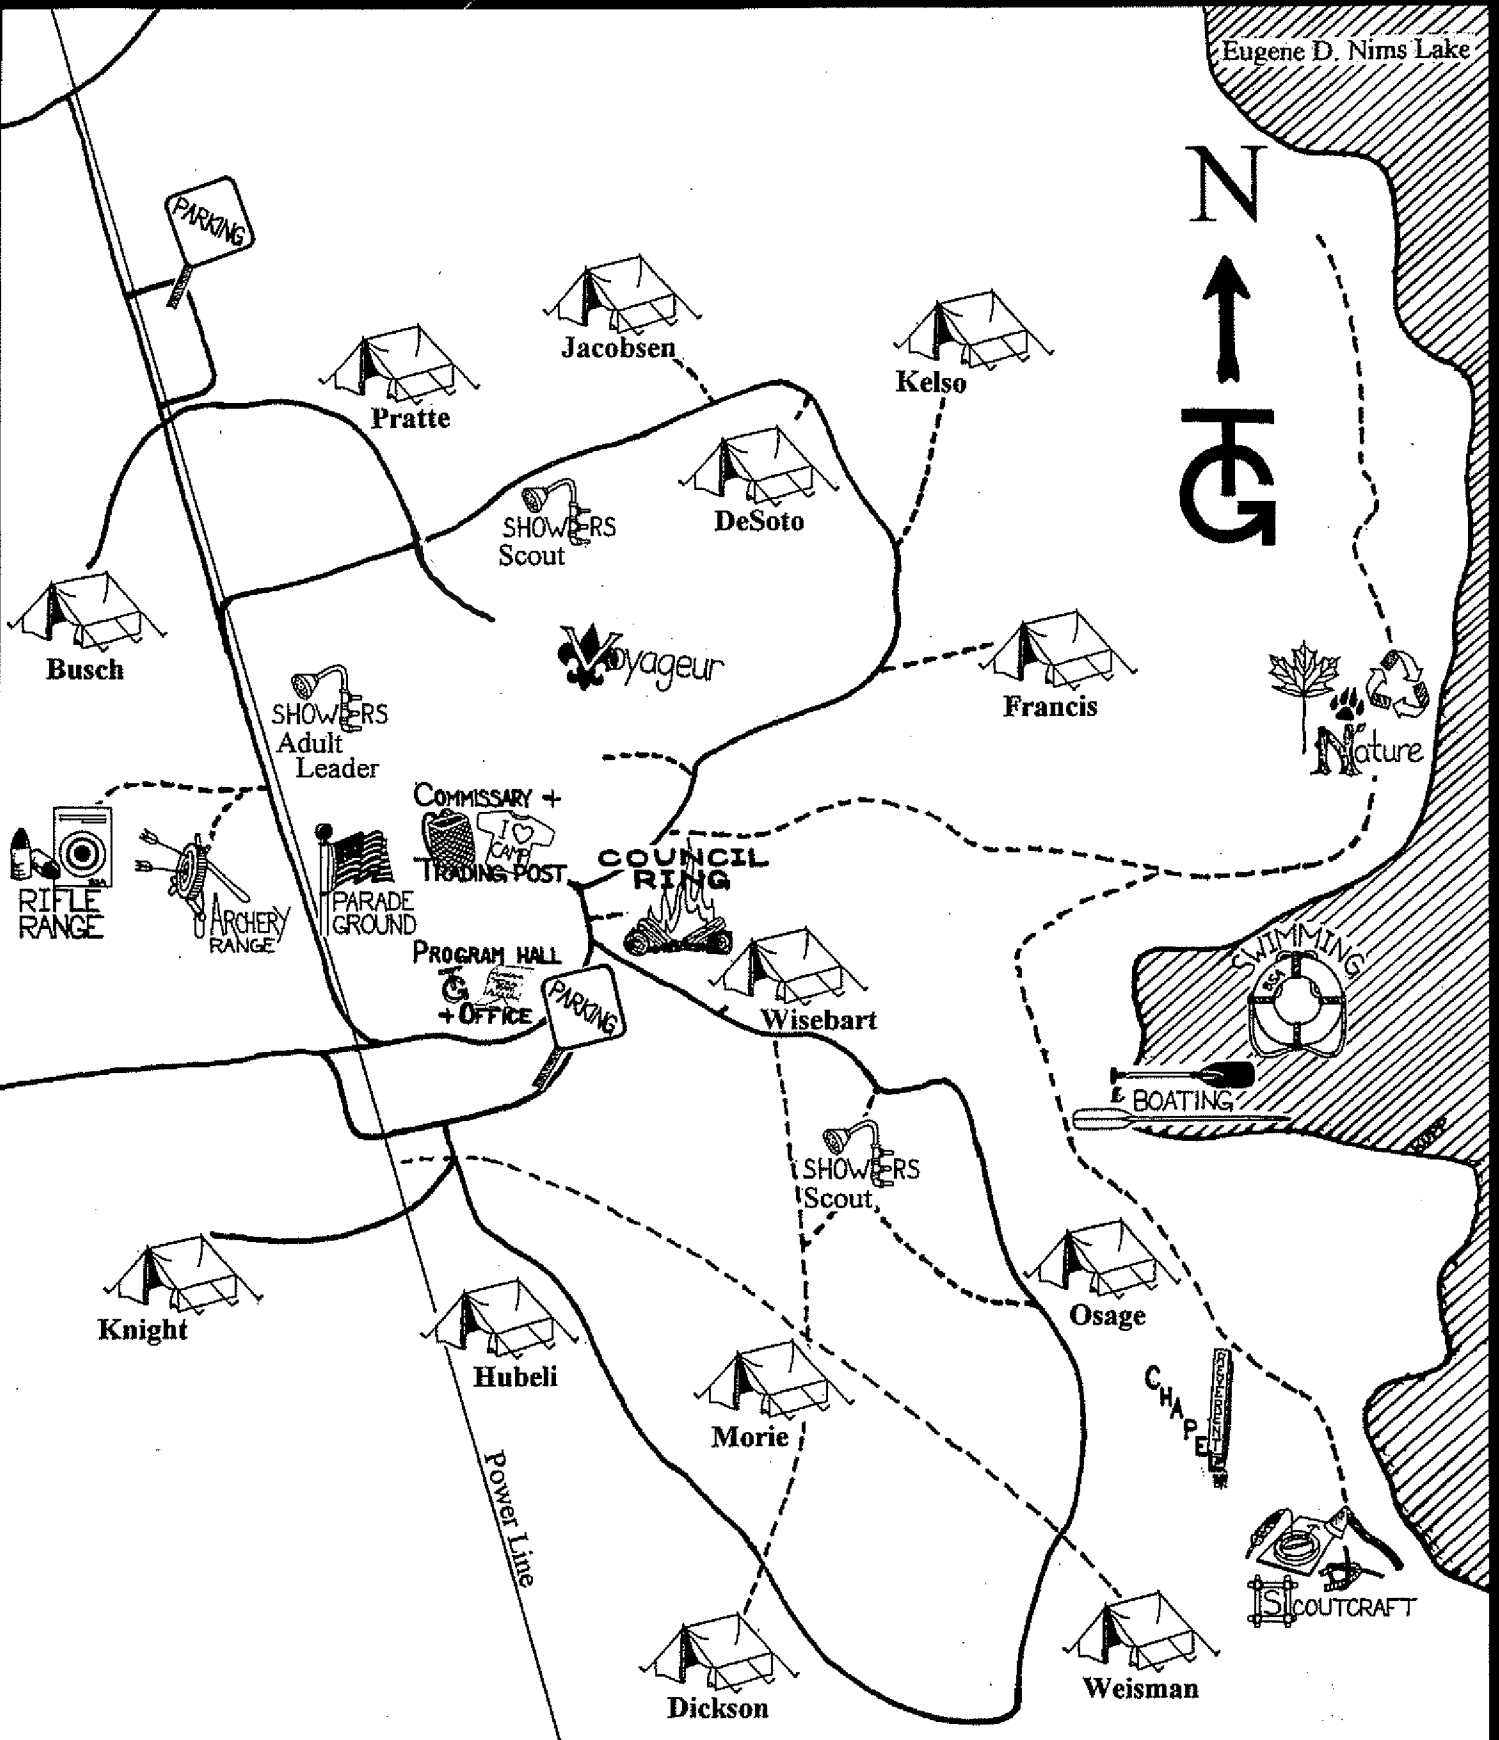 Eugene D. Nims Lake
N
PARKING
Jacobsen
Kelso
Pratte
DeSoto
SHOWERS
Scout
Busch
Voyageur
Francis
SHOWERS
Adult
Leader
Nature
COMMISSARY +
I
CAMP
TRADING POST
COUNCIL
RING
RIFLE
RANGE
ARCHERY
RANGE
PARADE
GROUND
PROGRAM HALL
+ OFFICE
PARKING
Wisebart
SWIMMING
BSA
& BOATING
SHOWERS
Scout
Knight
Hubeli
Osage
Morie
CHAPEL
REVERENT
Power Line
SCOUTCRAFT
Weisman
Dickson